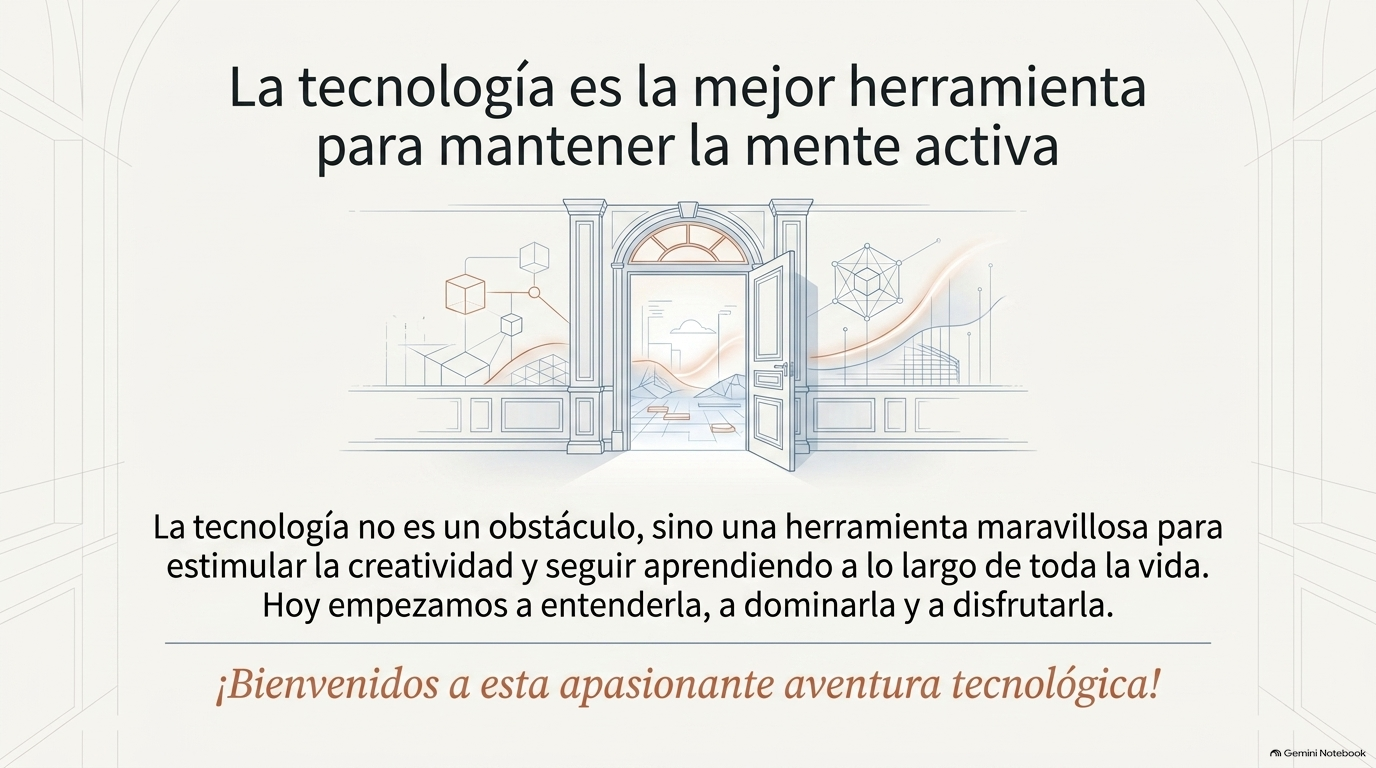 La tecnología es la mejor herramienta
para mantener la mente activa
La tecnología no es un obstáculo, sino una herramienta maravillosa para
estimular la creatividad y seguir aprendiendo a lo largo de toda la vida.
Hoy empezamos a entenderla, a dominarla y a disfrutarla.
¡Bienvenidos a esta apasionante aventura tecnológica!
Gemini Notebook